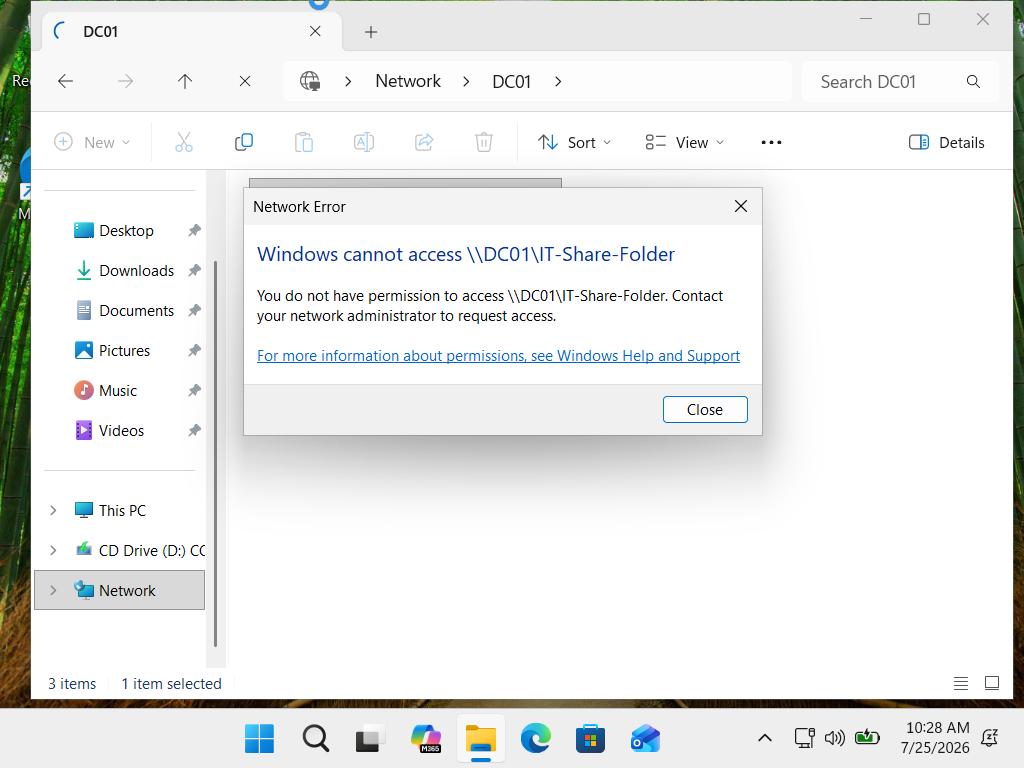 DC01
Network
DC01
Search DC01
New
Sort
View
Details
Network Error
Windows cannot access \\DC01\IT-Share-Folder
You do not have permission to access \\DC01\IT-Share-Folder. Contact
your network administrator to request access.
For more information about permissions, see Windows Help and Support
Close
Desktop
Downloads
Documents
Pictures
Music
Videos
This PC
CD Drive (D:) CC
Network
3 items
1 item selected
M365
10:28 AM
7/25/2026